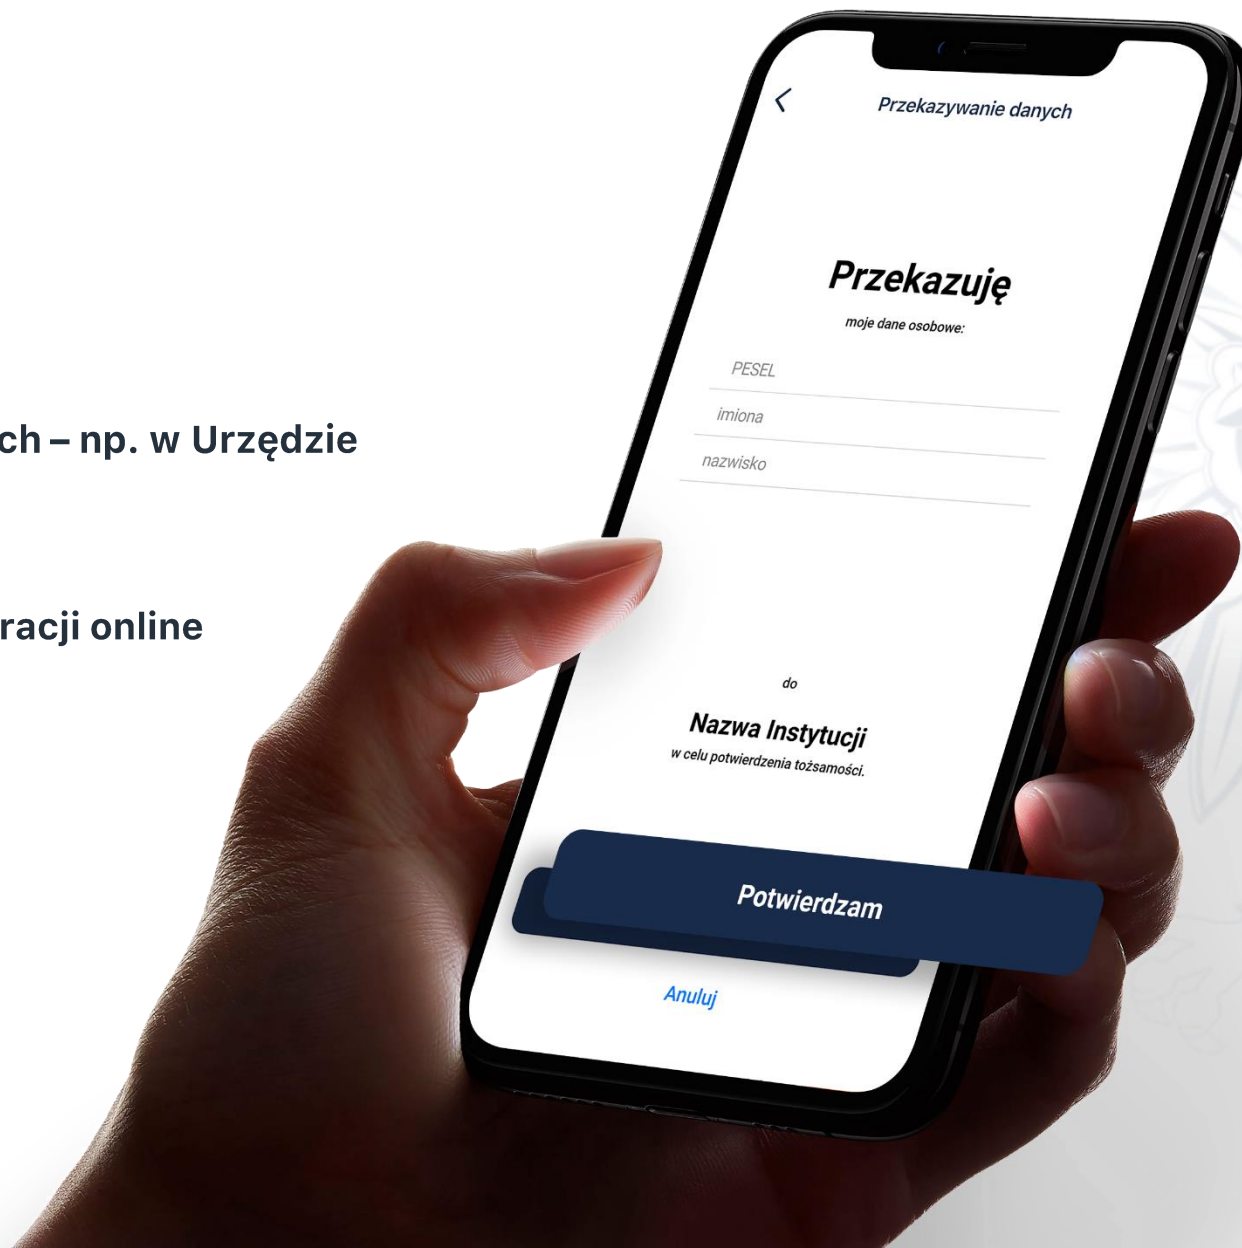 ch – np. w Urzędzie
racji online
Przekazywanie danych
Przekazuję
moje dane osobowe:
PESEL
imiona
nazwisko
do
Nazwa Instytucji
w celu potwierdzenia tożsamości.
Potwierdzam
Anuluj